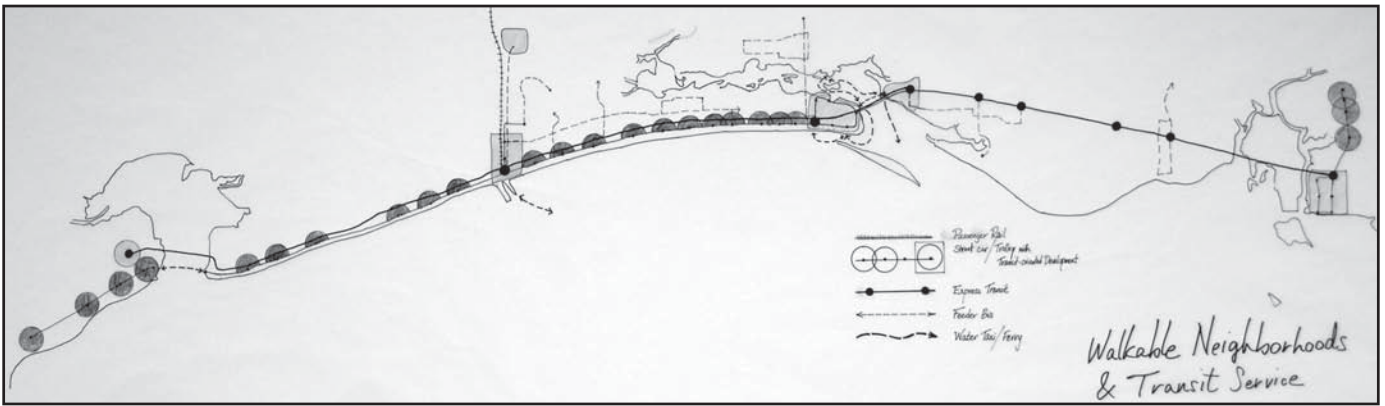 Passenger Rail
Street car/Trolley with
Transit-oriented Development
Express Transit
Feeder Bus
Water Taxi/Ferry
Walkable Neighborhoods
& Transit Service